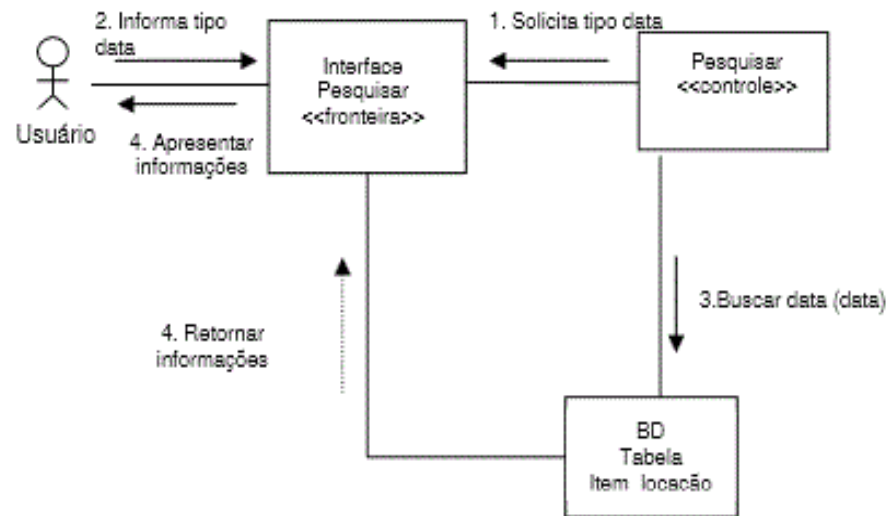 2. Informa tipo
data
1. Solicita tipo data
Interface
Pesquisar
<<fronteira>>
Pesquisar
<<controle>>
Usuário
4. Apresentar
informações
3.Buscar data (data)
4. Retornar
informações
BD
Tabela
Item locacão